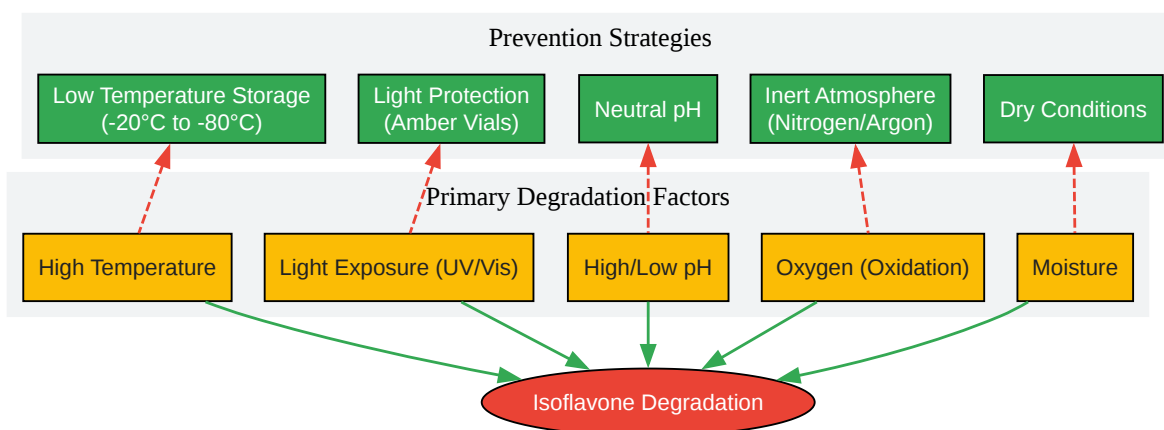 Prevention Strategies
Low Temperature Storage
(-20°C to -80°C)
Light Protection
(Amber Vials)
Neutral pH
Inert Atmosphere
(Nitrogen/Argon)
Dry Conditions
Primary Degradation Factors
High Temperature
Light Exposure (UV/Vis)
High/Low pH
Oxygen (Oxidation)
Moisture
Isoflavone Degradation